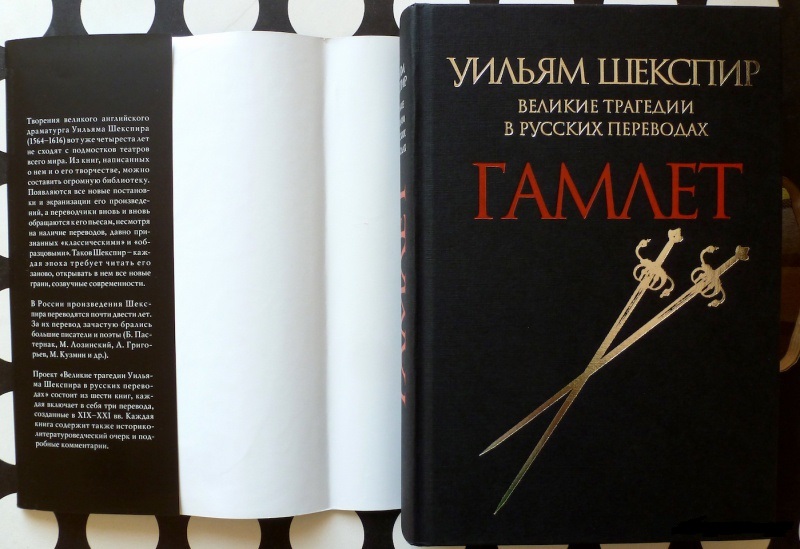 Творения великого английского
драматурга Уильяма Шекспира
(1564–1616) вот уже четыреста лет
не сходят с подмостков театров
всего мира. Из книг, написанных
о нем и о его творчестве, можно
составить огромную библиотеку.
Появляются все новые постанов-
ки и экранизации его произведе-
ний, а переводчики вновь и вновь
обращаются к его пьесам, несмотря
на наличие переводов, давно при-
знанных «классическими» и «об-
разцовыми». Таков Шекспир – каж-
дая эпоха требует читать его
заново, открывать в нем все новые
грани, созвучные современности.
В России произведения Шекс-
пира переводятся почти двести лет.
За их перевод зачастую брались
большие писатели и поэты (Б. Пас-
тернак, М. Лозинский, А. Григо-
рьев, М. Кузмин и др.).
Проект «Великие трагедии Уилья-
ма Шекспира в русских перево-
дах» состоит из шести книг, каж-
дая включает в себя три перевода,
созданные в XIX–XXI вв. Каждая
книга содержит также историко-
литературоведческий очерк и под-
робные комментарии.
ГАМЛЕТ
УИЛЬЯМ ШЕКСПИР
ВЕЛИКИЕ ТРАГЕДИИ
В РУССКИХ ПЕРЕВОДАХ
ГАМЛЕТ